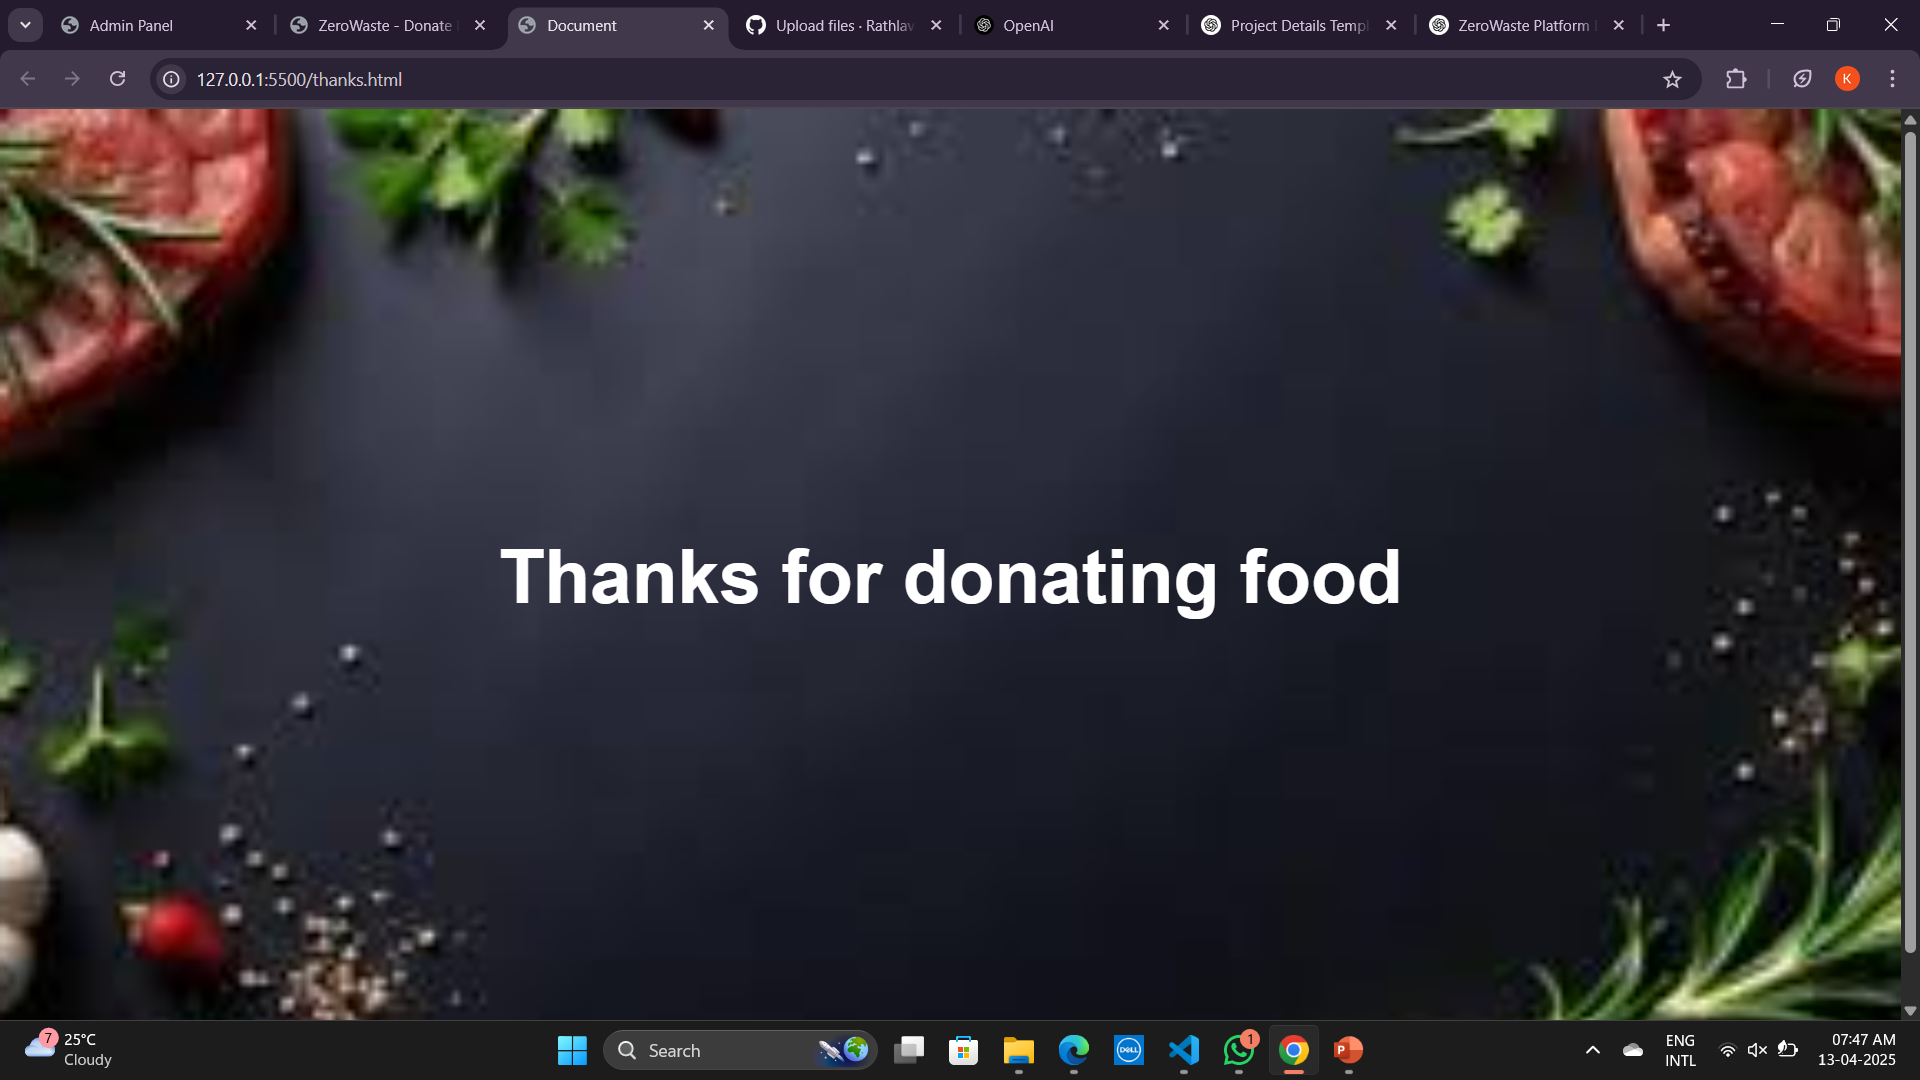 Admin Panel
ZeroWaste - Donate
Document
Upload files · Rathlav
OpenAI
Project Details Templ
ZeroWaste Platform
127.0.0.1:5500/thanks.html
K
Thanks for donating food
7
25°C
Cloudy
Search
DELL
1
P
ENG
INTL
07:47 AM
13-04-2025